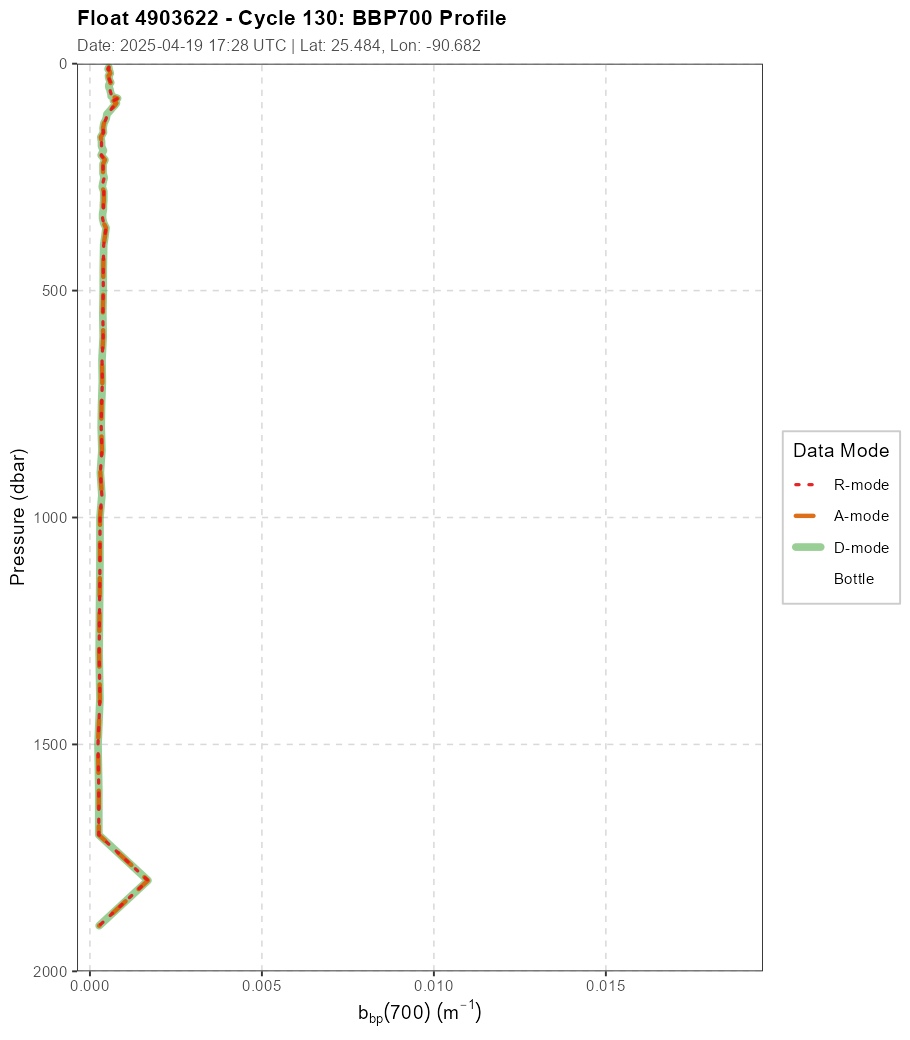 Float 4903622 - Cycle 130: BBP700 Profile
Date: 2025-04-19 17:28 UTC | Lat: 25.484, Lon: -90.682
Pressure (dbar)
0
500
1000
1500
2000
0.000
0.005
0.010
0.015
b_bp(700) (m⁻¹)
Data Mode
R-mode
A-mode
D-mode
Bottle